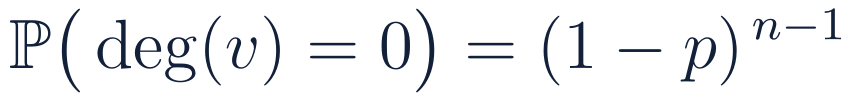 ℙ( deg(v) = 0) = (1 − p)ⁿ⁻¹